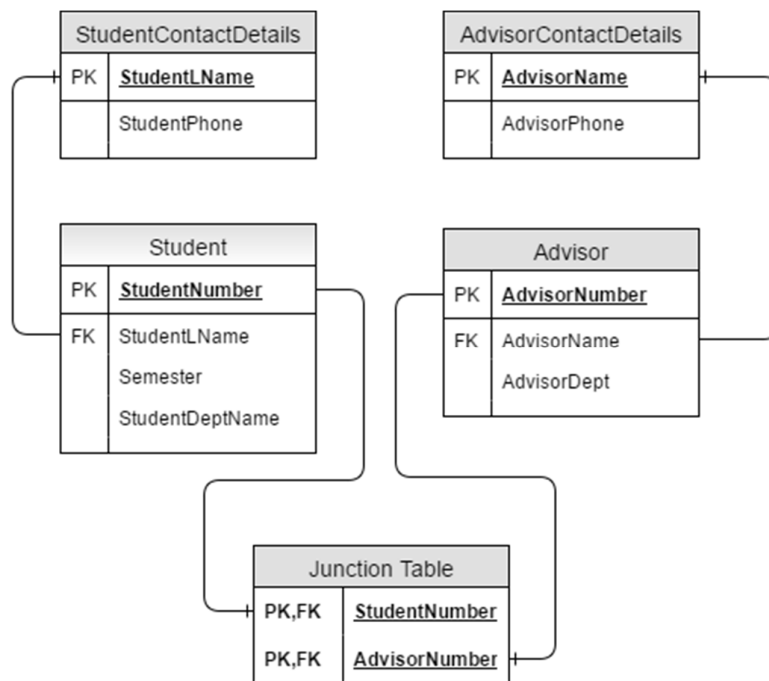 StudentContactDetails
PK StudentLName
StudentPhone
AdvisorContactDetails
PK AdvisorName
AdvisorPhone
Student
PK StudentNumber
FK StudentLName
Semester
StudentDeptName
Advisor
PK AdvisorNumber
FK AdvisorName
AdvisorDept
Junction Table
PK,FK StudentNumber
PK,FK AdvisorNumber